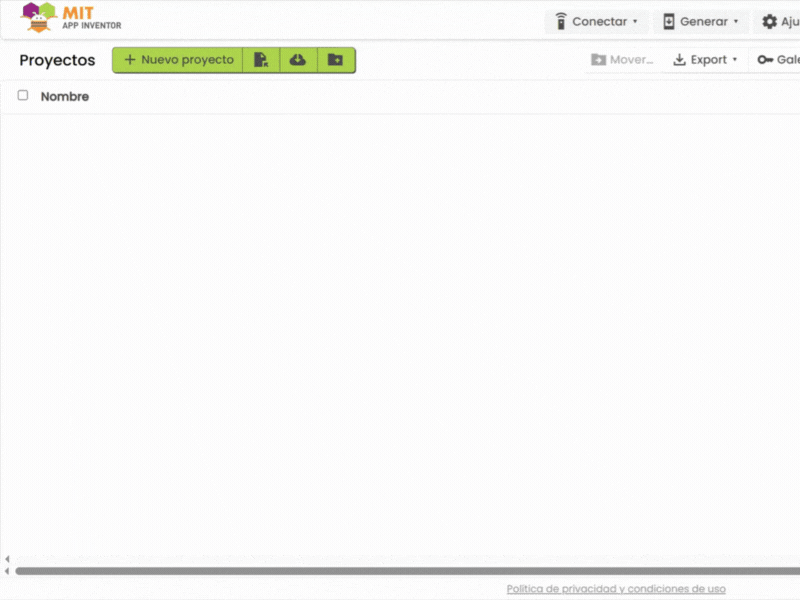 MIT
APP INVENTOR
Conectar
Generar
Aju
Proyectos
+ Nuevo proyecto
Mover...
Export
Gale
Nombre
Política de privacidad y condiciones de uso